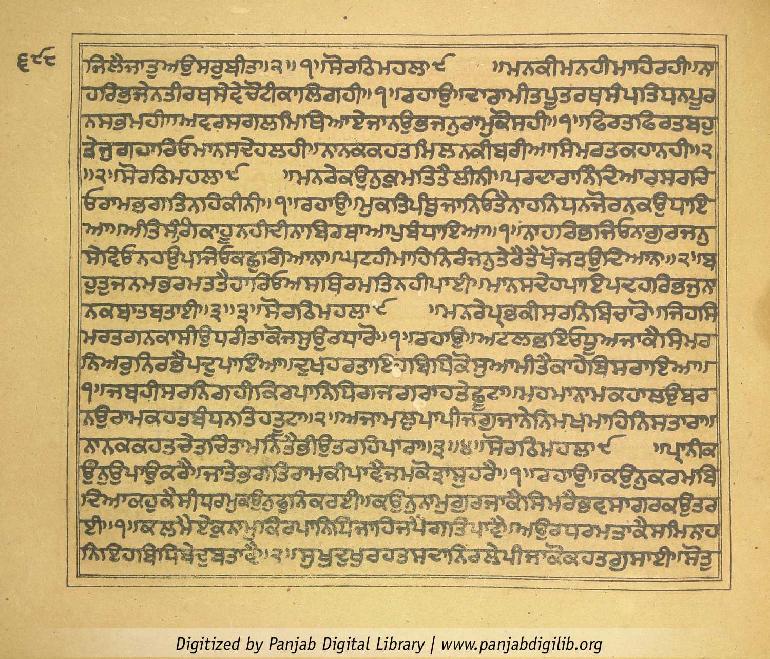 ੬੮੬
ਜਿਲੈਜਾਤੁਅਉਸਰੁਬੀਤਾ॥੨॥੧॥ਸੋਰਠਿਮਹਲਾ੯ ॥ਮਨਕੀਮਨਹੀਮਾਹਿਰਹੀ॥ਨਾ
ਹਰਿਭਜੇਨਤੀਰਥਸੇਵੇਚੋਟੀਕਾਲਿਗਹੀ॥੧॥ਰਹਾਉ॥ਦਾਰਾਮੀਤਪੂਤਰਥਸੰਪਤਿਧਨਪੂਰ
ਨਸਭਮਹੀ॥ਅਵਰਸਗਲਮਿਥਿਆਏਜਾਨਉਭਜਨੁਰਾਮੁਕੋਸਹੀ॥੧॥ਫਿਰਤਫਿਰਤਬਹੁ
ਤੇਜੁਗਹਾਰਿਓਮਾਨਸਦੇਹਲਹੀ॥ਨਾਨਕਕਹਤਮਿਲਨਕੀਬਰੀਆਸਿਮਰਤਕਹਾਨਹੀ॥੨
॥੨॥ਸੋਰਠਿਮਹਲਾ੯ ॥ਮਨਰੇਕਉਨੁਕੁਮਤਿਤੈਲੀਨੀ॥ਪਰਦਾਰਾਨਿੰਦਿਆਰਸਰਚਿ
ਓਰਾਮਭਗਤਿਨਹਿਕੀਨੀ॥੧॥ਰਹਾਉ॥ਮੁਕਤਿਪੰਥੁਜਾਨਿਓਤੈਨਾਹਨਿਧਨਜੋਰਨਕਉਧਾਇ
ਆ॥ਅੰਤਿਸੰਗਿਕਾਹੂਨਹੀਦੀਨਾਬਿਰਥਾਆਪੁਬੰਧਾਇਆ॥੧॥ਨਾਹਰਿਭਜਿਓਨਗੁਰਜਨੁ
ਸੇਵਿਓਨਹਉਪਜਿਓਕਛੁਗਿਆਨਾ॥ਘਟਹੀਮਾਹਿਨਿਰੰਜਨੁਤੇਰੈਤੈਖੋਜਤਉਦਿਆਨਾ॥੨॥ਬ
ਹੁਤੁਜਨਮਭਰਮਤਤੈਹਾਰਿਓਅਸਥਿਰਮਤਿਨਹੀਪਾਈ॥ਮਾਨਸਦੇਹਪਾਇਪਦਹਰਿਭਜੁਨਾ
ਨਕਬਾਤਬਤਾਈ॥੩॥੩॥ਸੋਰਠਿਮਹਲਾ੯ ॥ਮਨਰੇਪ੍ਰਭਕੀਸਰਨਿਬਿਚਾਰੋ॥ਜਿਹਸਿ
ਮਰਤਗਨਕਾਸੀਉਧਰੀਤਾਕੋਜਸੁਉਰਧਾਰੋ॥੧॥ਰਹਾਉ॥ਅਟਲਭਇਓਧ੍ਰੂਅਜਾਕੈਸਿਮਰ
ਨਿਅਰੁਨਿਰਭੈਪਦੁਪਾਇਆ॥ਦੁਖਹਰਤਾਇਹਬਿਧਿਕੋਸੁਆਮੀਤੈਕਾਹੇਬਿਸਰਾਇਆ॥
੧॥ਜਬਹੀਸਰਨਿਗਹੀਕਿਰਪਾਨਿਧਿਗਜਗਰਾਹਤੇਛੂਟਾ॥ਮਹਮਾਨਾਮਕਹਾਲਉਬਰ
ਨਉਰਾਮਕਹਤਬੰਧਨਤਿਹਤੂਟਾ॥੨॥ਅਜਾਮਲੁਪਾਪੀਜਗੁਜਾਨੇਨਿਮਖਮਾਹਿਨਿਸਤਾਰਾ॥
ਨਾਨਕਕਹਤਚੇਤਚਿੰਤਾਮਨਿਤੈਭੀਉਤਰਹਿਪਾਰਾ॥੩॥੪॥ਸੋਰਠਿਮਹਲਾ੯ ॥ਪ੍ਰਾਨੀਕ
ਉਨੁਉਪਾਉਕਰੈ॥ਜਾਤੇਭਗਤਿਰਾਮਕੀਪਾਵੈਜਮਕੋਤ੍ਰਾਸੁਹਰੈ॥੧॥ਰਹਾਉ॥ਕਉਨੁਕਰਮਬਿ
ਦਿਆਕਹੁਕੈਸੀਧਰਮੁਕਉਨੁਫੁਨਿਕਰਈ॥ਕਉਨੁਨਾਮੁਗੁਰਜਾਕੈਸਿਮਰੈਭਵਸਾਗਰਕਉਤਰ
ਈ॥੧॥ਕਲਮੈਏਕੁਨਾਮੁਕਿਰਪਾਨਿਧਿਜਾਹਿਜਪੈਗਤਿਪਾਵੈ॥ਅਉਰਧਰਮਤਾਕੈਸਮਿਨਾਹ
ਨਿਇਹਬਿਧਿਬੇਦੁਬਤਾਵੈ॥੨॥ਸੁਖੁਦੁਖੁਰਹਤਸਦਾਨਿਰਲੇਪੀਜਾਕੋਕਹਤਗੁਸਾਈ॥ਸੋਤੁ
Digitized by Panjab Digital Library | www.panjabdigilib.org